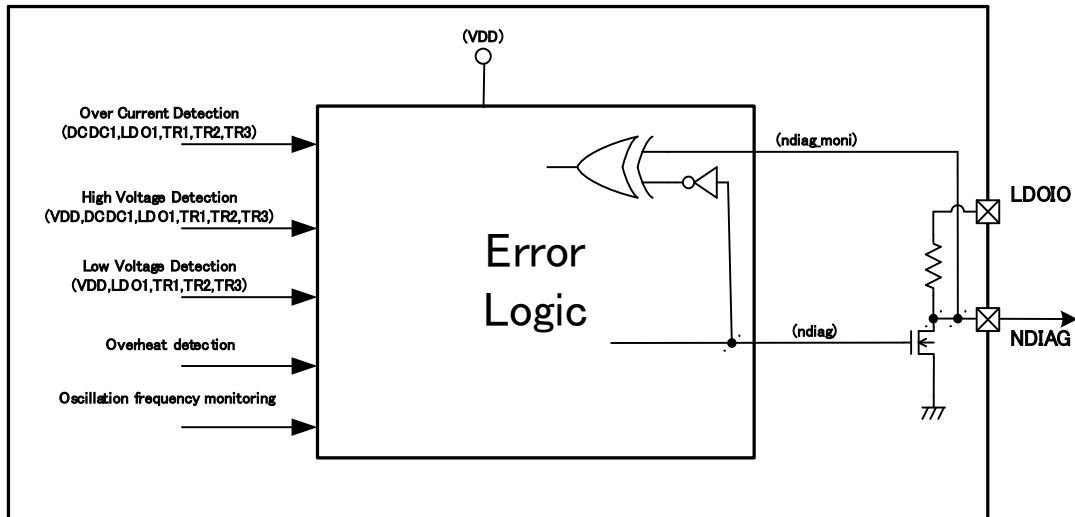 (VDD)
Over Current Detection
(DCDC1,LDO1,TR1,TR2,TR3)
High Voltage Detection
(VDD,DCDC1,LDO1,TR1,TR2,TR3)
Low Voltage Detection
(VDD,LDO1,TR1,TR2,TR3)
Overheat detection
Oscillation frequency monitoring
Error
Logic
(ndiag_moni)
(ndiag)
LDOIO
NDIAG